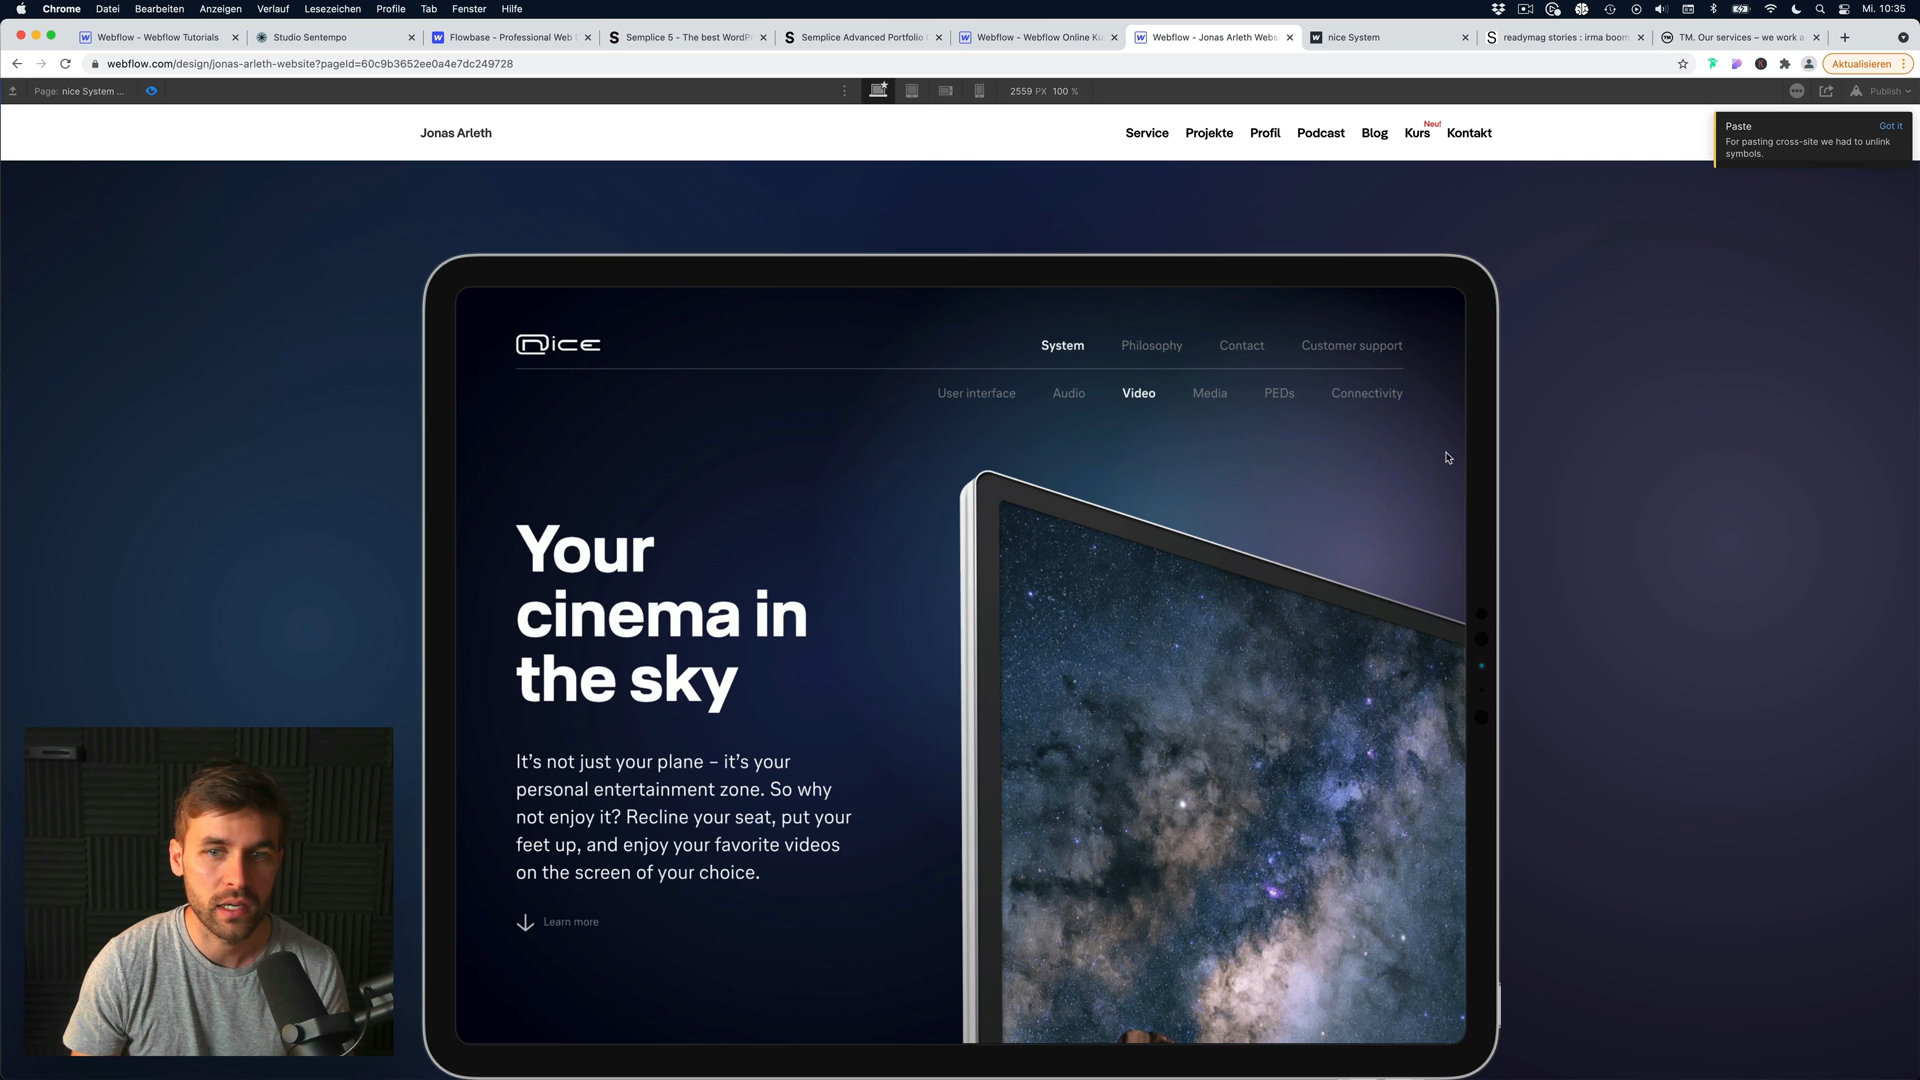 Chrome Datei Bearbeiten Anzeigen Verlauf Lesezeichen Profile Tab Fenster Hilfe Mi. 10:35
Webflow - Webflow Tutorials Studio Sentempo Flowbase - Professional Web Semplice 5 - The best WordP Semplice Advanced Portfolio Webflow - Webflow Online Ku Webflow - Jonas Arleth Webs nice System readymag stories : irma boom TM. Our services – we work a
webflow.com/design/jonas-arleth-website?pageId=60c9b3652ee0a4e7dc249728 Aktualisieren
Page: nice System ... 2559 PX 100 % Publish
Jonas Arleth Service Projekte Profil Podcast Blog Kurs Neu! Kontakt
Paste Got it
For pasting cross-site we had to unlink
symbols.
nice System Philosophy Contact Customer support
User interface Audio Video Media PEDs Connectivity
Your
cinema in
the sky
It’s not just your plane – it’s your
personal entertainment zone. So why
not enjoy it? Recline your seat, put your
feet up, and enjoy your favorite videos
on the screen of your choice.
Learn more